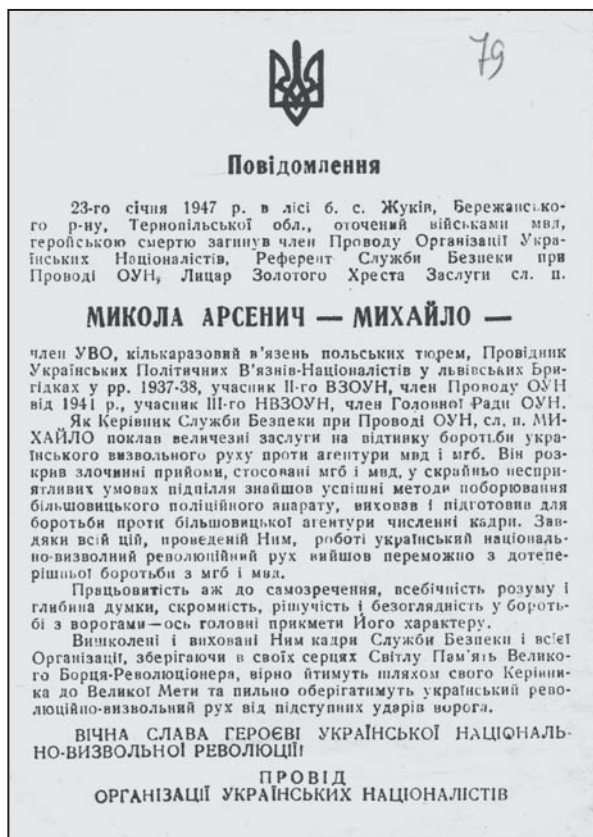 79
Повідомлення
23-го січня 1947 р. в лісі б. с. Жуків, Бережансько-
го р-ну, Тернопільської обл., оточений військами мвд,
геройською смертю загинув член Проводу Організації Укра-
їнських Націоналістів, Референт Служби Безпеки при
Проводі ОУН, Лицар Золотого Хреста Заслуги сл. п.
МИКОЛА АРСЕНИЧ — МИХАЙЛО —
член УВО, кількаразовий в'язень польських тюрем, Провідник
Українських Політичних В'язнів-Націоналістів у львівських Бри-
гідках у рр. 1937-38, учасник II-го ВЗОУН, член Проводу ОУН
від 1941 р., учасник III-го НВЗОУН, член Головної Ради ОУН.
Як Керівник Служби Безпеки при Проводі ОУН, сл. п. МИ-
ХАЙЛО поклав величезні заслуги на відтинку боротьби укра-
їнського визвольного руху проти агентури мвд і мгб. Він роз-
крив злочинні прийоми, стосовані мгб і мвд, у скрайньо неспри-
ятливих умовах підпілля знайшов успішні методи поборювання
більшовицького поліційного апарату, виховав і підготовив для
боротьби проти більшовицької агентури численні кадри. Зав-
дяки всій цій, проведеній Ним, роботі український національ-
но-визволний революційний рух вийшов переможно з дотепе-
рішньої боротьби з мгб і мвд.
Працьовитість аж до самозречення, всебічність розуму і
глибина думки, скромність, рішучість і безоглядність у бороть-
бі з ворогами—ось головні прикмети Його характеру.
Вишколені і виховані Ним кадри Служби Безпеки і всієї
Організації, зберігаючи в своїх серцях Світлу Пам'ять Велико-
го Борця-Революціонера, вірно йтимуть шляхом свого Керівни-
ка до Великої Мети та пильно оберігатимуть український рево-
люційно-визвольний рух від підступних ударів ворога.
ВІЧНА СЛАВА ГЕРОЄВІ УКРАЇНСЬКОЇ НАЦІОНАЛЬ-
НО-ВИЗВОЛЬНОЇ РЕВОЛЮЦІЇ!
ПРОВІД
ОРГАНІЗАЦІЇ УКРАЇНСЬКИХ НАЦІОНАЛІСТІВ